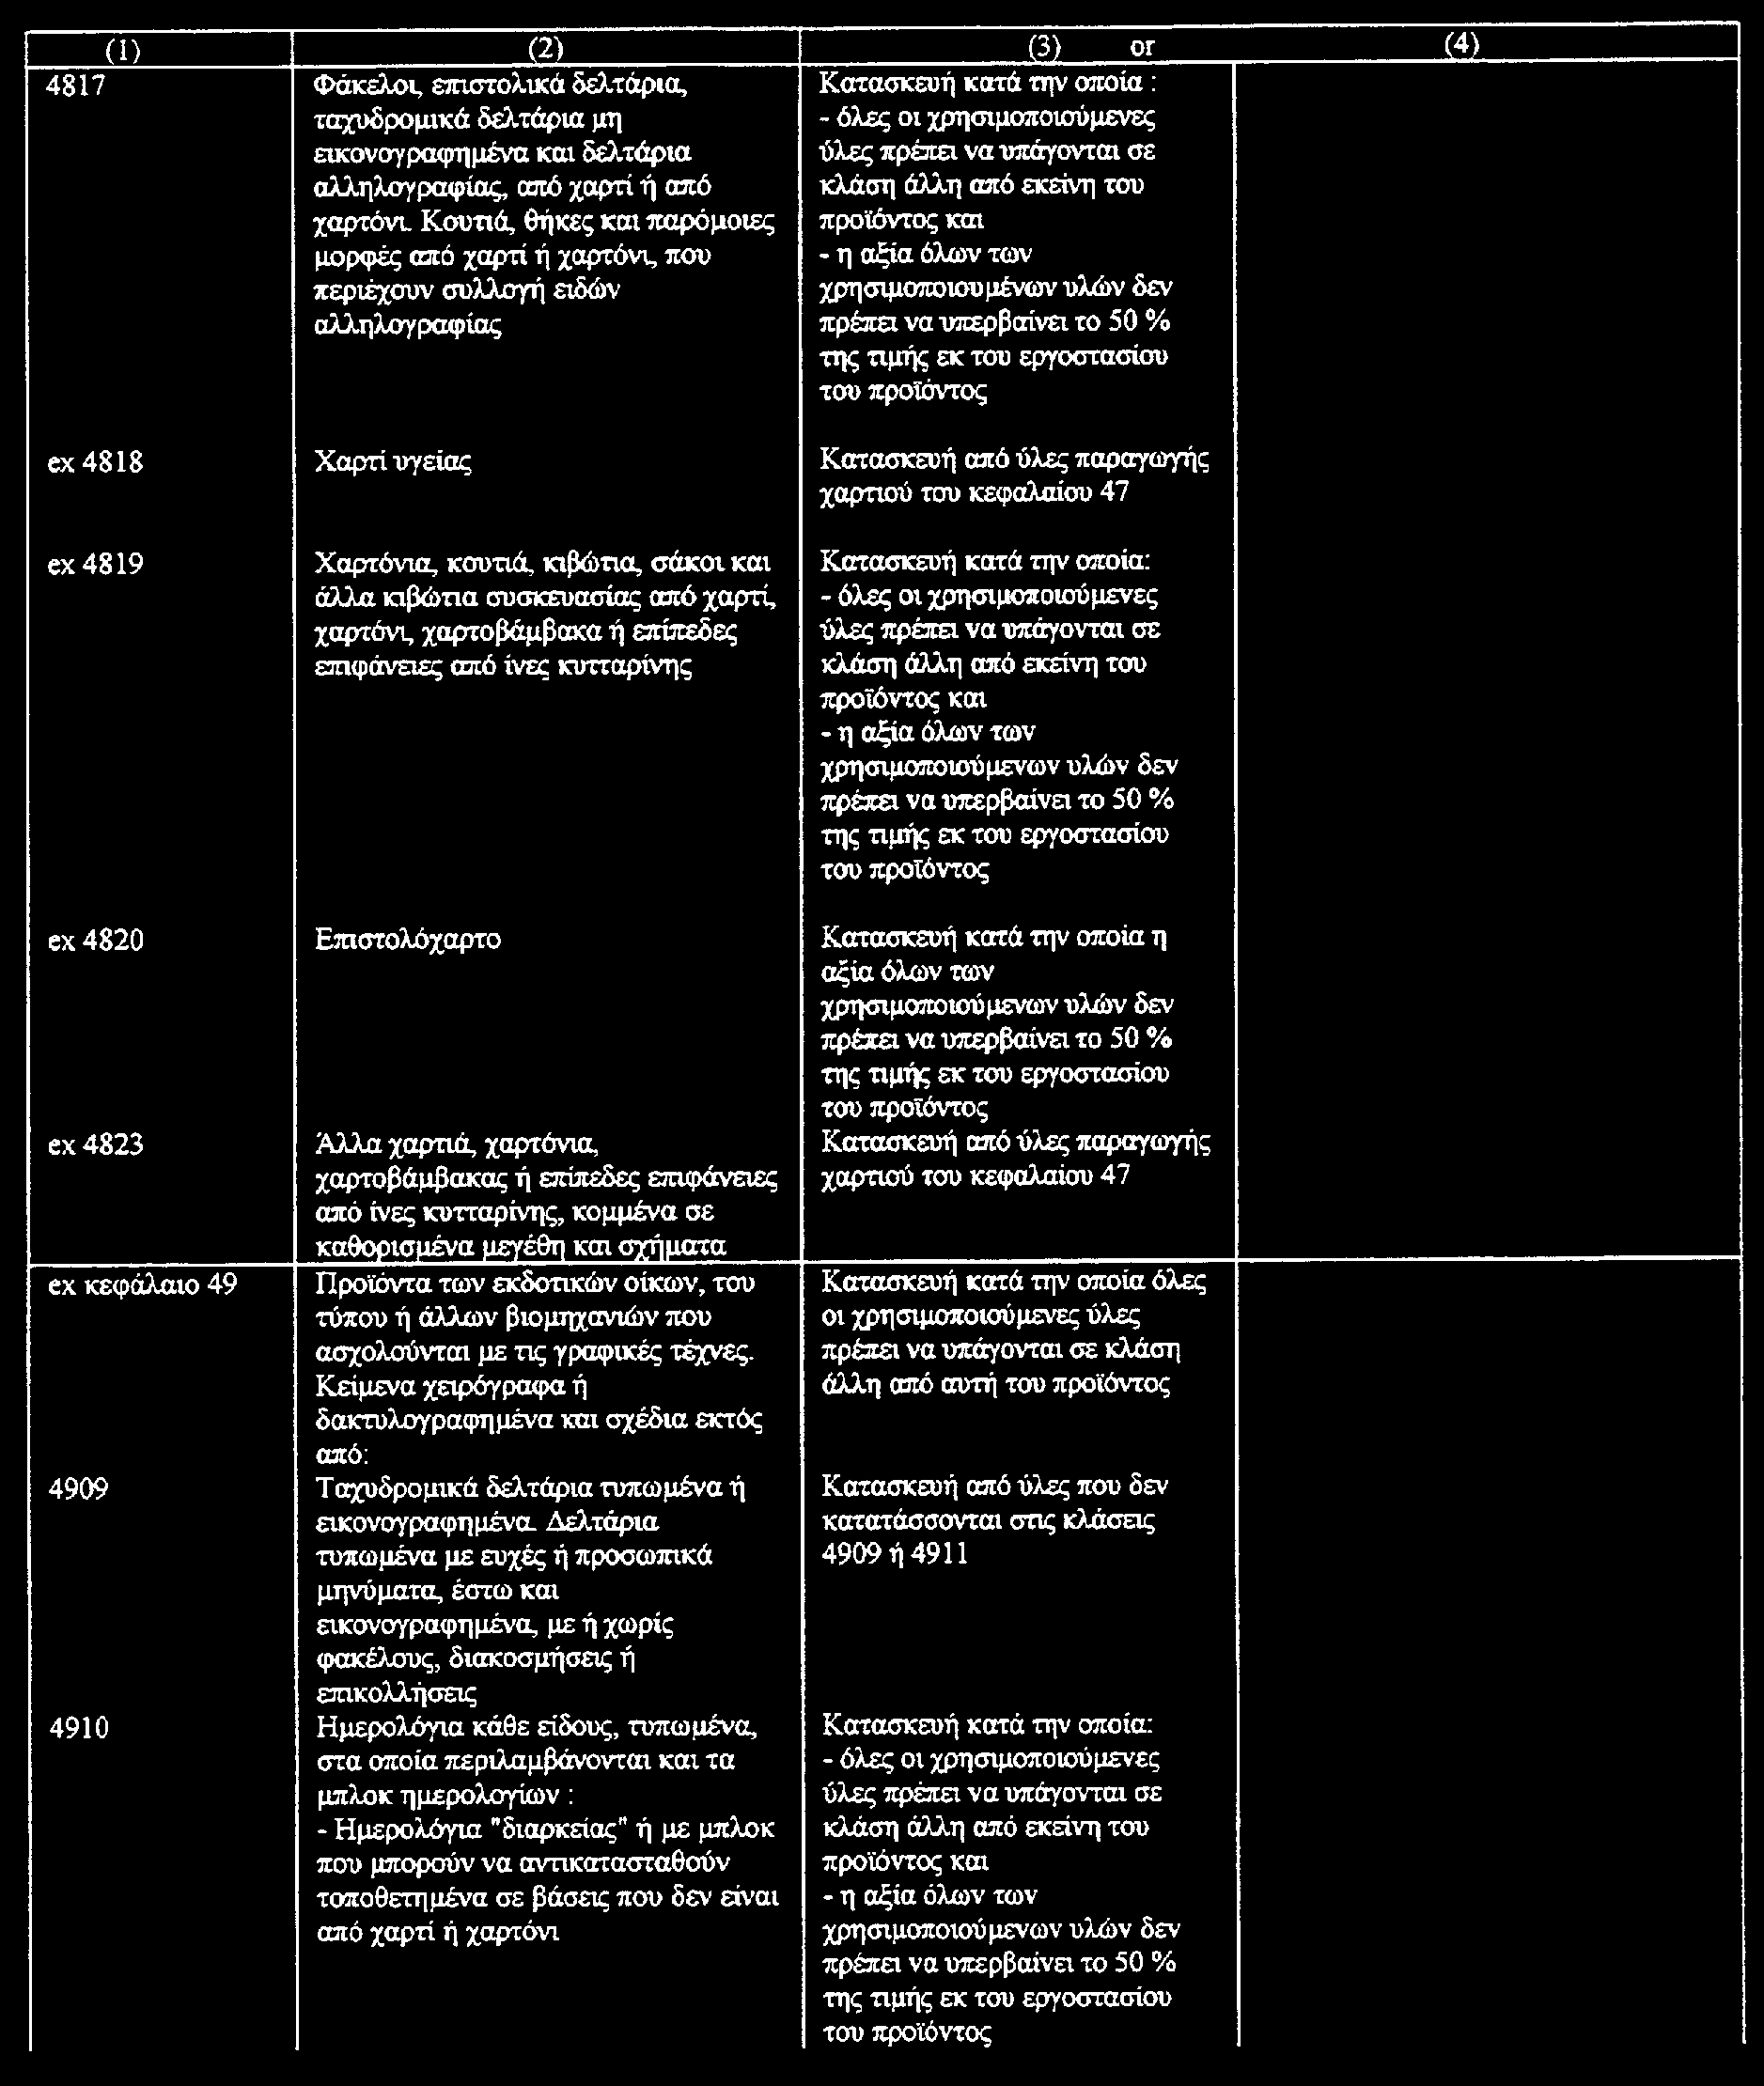 (1) (2) (3) or (4)
4817 Φάκελοι, επιστολικά δελτάρια, Κατασκευή κατά την οποία :
ταχυδρομικά δελτάρια μη - όλες οι χρησιμοποιούμενες
εικονογραφημένα και δελτάρια ύλες πρέπει να υπάγονται σε
αλληλογραφίας, από χαρτί ή από κλάση άλλη από εκείνη του
χαρτόνι. Κουτιά, θήκες και παρόμοιες προϊόντος και
μορφές από χαρτί ή χαρτόνι, που - η αξία όλων των
περιέχουν συλλογή ειδών χρησιμοποιουμένων υλών δεν
αλληλογραφίας πρέπει να υπερβαίνει το 50 %
της τιμής εκ του εργοστασίου
του προϊόντος
ex 4818 Χαρτί υγείας Κατασκευή από ύλες παραγωγής
χαρτιού του κεφαλαίου 47
ex 4819 Χαρτόνια, κουτιά, κιβώτια, σάκοι και Κατασκευή κατά την οποία:
άλλα κιβώτια συσκευασίας από χαρτί, - όλες οι χρησιμοποιούμενες
χαρτόνι, χαρτοβάμβακα ή επίπεδες ύλες πρέπει να υπάγονται σε
επιφάνειες από ίνες κυτταρίνης κλάση άλλη από εκείνη του
προϊόντος και
- η αξία όλων των
χρησιμοποιούμενων υλών δεν
πρέπει να υπερβαίνει το 50 %
της τιμής εκ του εργοστασίου
του προϊόντος
ex 4820 Επιστολόχαρτο Κατασκευή κατά την οποία η
αξία όλων των
χρησιμοποιούμενων υλών δεν
πρέπει να υπερβαίνει το 50 %
της τιμής εκ του εργοστασίου
του προϊόντος
ex 4823 Άλλα χαρτιά, χαρτόνια, Κατασκευή από ύλες παραγωγής
χαρτοβάμβακας ή επίπεδες επιφάνειες χαρτιού του κεφαλαίου 47
από ίνες κυτταρίνης, κομμένα σε
καθορισμένα μεγέθη και σχήματα
ex κεφάλαιο 49 Προϊόντα των εκδοτικών οίκων, του Κατασκευή κατά την οποία όλες
τύπου ή άλλων βιομηχανιών που οι χρησιμοποιούμενες ύλες
ασχολούνται με τις γραφικές τέχνες. πρέπει να υπάγονται σε κλάση
Κείμενα χειρόγραφα ή άλλη από αυτή του προϊόντος
δακτυλογραφημένα και σχέδια εκτός
από:
4909 Ταχυδρομικά δελτάρια τυπωμένα ή Κατασκευή από ύλες που δεν
εικονογραφημένα. Δελτάρια κατατάσσονται στις κλάσεις
τυπωμένα με ευχές ή προσωπικά 4909 ή 4911
μηνύματα, έστω και
εικονογραφημένα, με ή χωρίς
φακέλους, διακοσμήσεις ή
επικολλήσεις
4910 Ημερολόγια κάθε είδους, τυπωμένα, Κατασκευή κατά την οποία:
στα οποία περιλαμβάνονται και τα - όλες οι χρησιμοποιούμενες
μπλοκ ημερολογίων : ύλες πρέπει να υπάγονται σε
- Ημερολόγια "διαρκείας" ή με μπλοκ κλάση άλλη από εκείνη του
που μπορούν να αντικατασταθούν προϊόντος και
τοποθετημένα σε βάσεις που δεν είναι - η αξία όλων των
από χαρτί ή χαρτόνι χρησιμοποιούμενων υλών δεν
πρέπει να υπερβαίνει το 50 %
της τιμής εκ του εργοστασίου
του προϊόντος